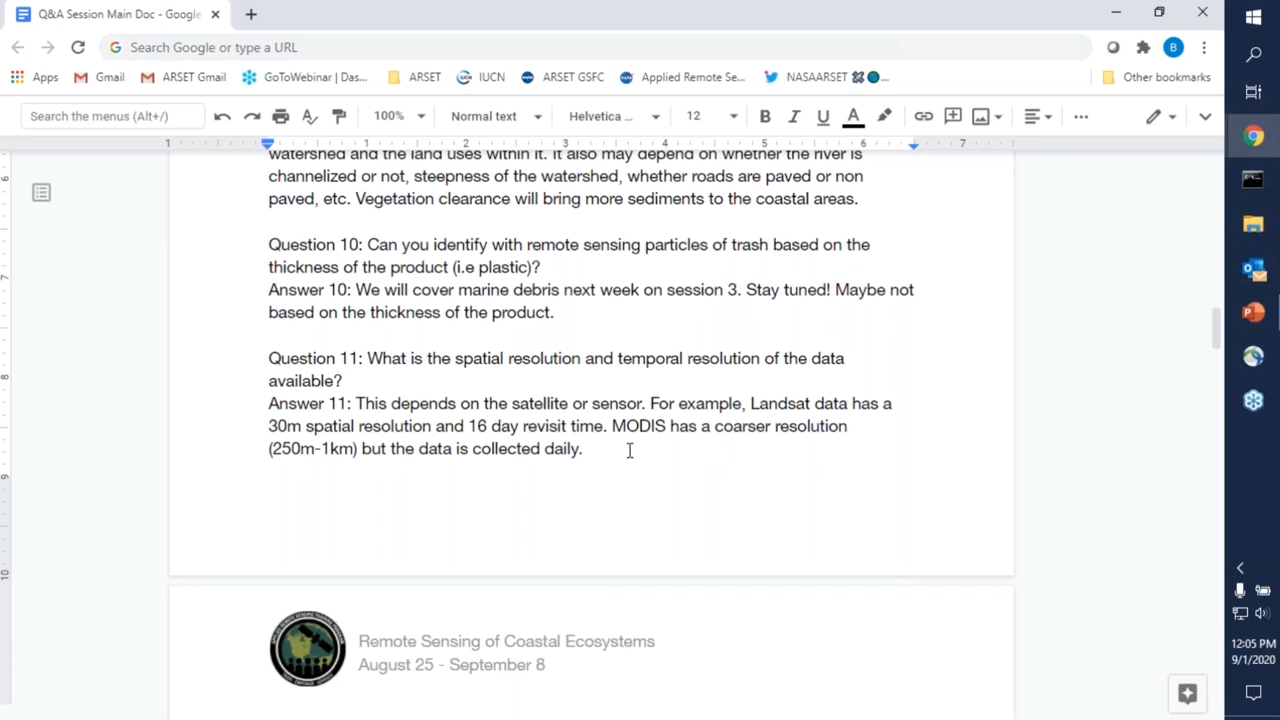 Q&A Session Main Doc - Google
Search Google or type a URL
Apps
Gmail
ARSET Gmail
GoToWebinar | Das...
ARSET
IUCN
ARSET GSFC
Applied Remote Se...
NASAARSET
Other bookmarks
Search the menus (Alt+/)
100%
Normal text
Helvetica ...
12
watershed and the land uses within it. It also may depend on whether the river is
channelized or not, steepness of the watershed, whether roads are paved or non
paved, etc. Vegetation clearance will bring more sediments to the coastal areas.
Question 10: Can you identify with remote sensing particles of trash based on the
thickness of the product (i.e plastic)?
Answer 10: We will cover marine debris next week on session 3. Stay tuned! Maybe not
based on the thickness of the product.
Question 11: What is the spatial resolution and temporal resolution of the data
available?
Answer 11: This depends on the satellite or sensor. For example, Landsat data has a
30m spatial resolution and 16 day revisit time. MODIS has a coarser resolution
(250m-1km) but the data is collected daily.
Remote Sensing of Coastal Ecosystems
August 25 - September 8
12:05 PM
9/1/2020